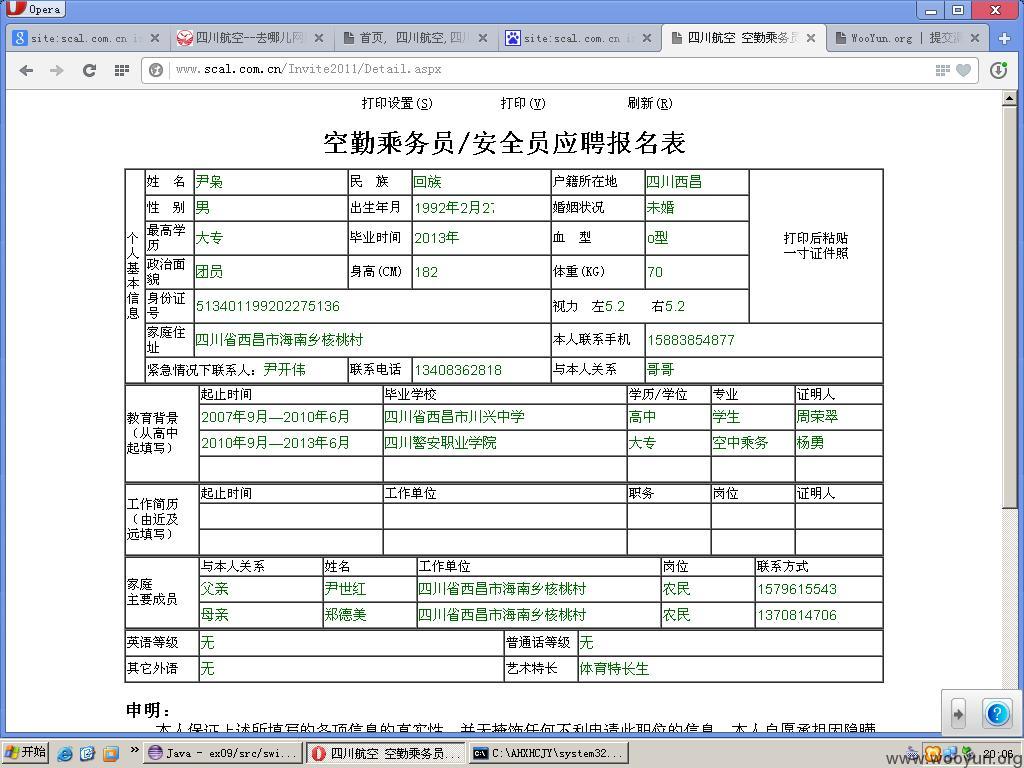 Opera
site:scal.com.cn i
四川航空--去哪儿网
首页, 四川航空,四川
site:scal.com.cn i
四川航空 空勤乘务员
WooYun.org | 提交
www.scal.com.cn/Invite2011/Detail.aspx
打印设置(S) 打印(V) 刷新(R)
空勤乘务员/安全员应聘报名表
个人基本信息
姓 名 尹枭 民 族 回族 户籍所在地 四川西昌
性 别 男 出生年月 1992年2月27 婚姻状况 未婚
最高学历 大专 毕业时间 2013年 血 型 o型
打印后粘贴
一寸证件照
政治面貌 团员 身高(CM) 182 体重(KG) 70
身份证号 513401199202275136 视力 左5.2 右5.2
家庭住址 四川省西昌市海南乡核桃村 本人联系手机 15883854877
紧急情况下联系人: 尹开伟 联系电话 13408362818 与本人关系 哥哥
教育背景
(从高中
起填写)
起止时间 毕业学校 学历/学位 专业 证明人
2007年9月—2010年6月 四川省西昌市川兴中学 高中 学生 周荣翠
2010年9月—2013年6月 四川警安职业学院 大专 空中乘务 杨勇
工作简历
(由近及
远填写)
起止时间 工作单位 职务 岗位 证明人
家庭
主要成员
与本人关系 姓名 工作单位 岗位 联系方式
父亲 尹世红 四川省西昌市海南乡核桃村 农民 1579615543
母亲 郑德美 四川省西昌市海南乡核桃村 农民 1370814706
英语等级 无 普通话等级 无
其它外语 无 艺术特长 体育特长生
申明:
本人保证上述所填写的各项信息的真实性，并无掩饰任何不利申请此职位的信息。本人自愿承担因隐瞒
开始
Java - ex09/src/swi...
四川航空 空勤乘务员...
C:\AHXHCJY\system32...
20:06
www.wooyun.org